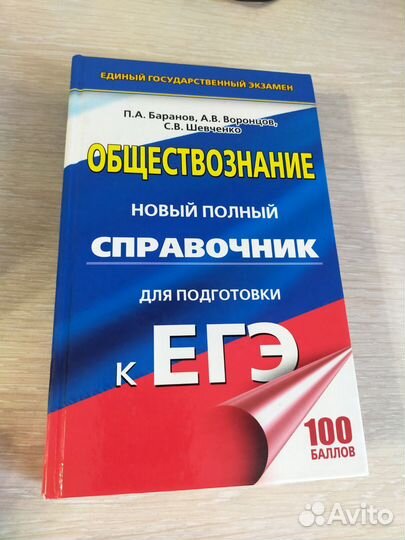 ЕДИНЫЙ ГОСУДАРСТВЕННЫЙ ЭКЗАМЕН
П.А. Баранов, А.В. Воронцов,
С.В. Шевченко
ОБЩЕСТВОЗНАНИЕ
НОВЫЙ ПОЛНЫЙ
СПРАВОЧНИК
ДЛЯ ПОДГОТОВКИ
К ЕГЭ
100
БАЛЛОВ
Avito